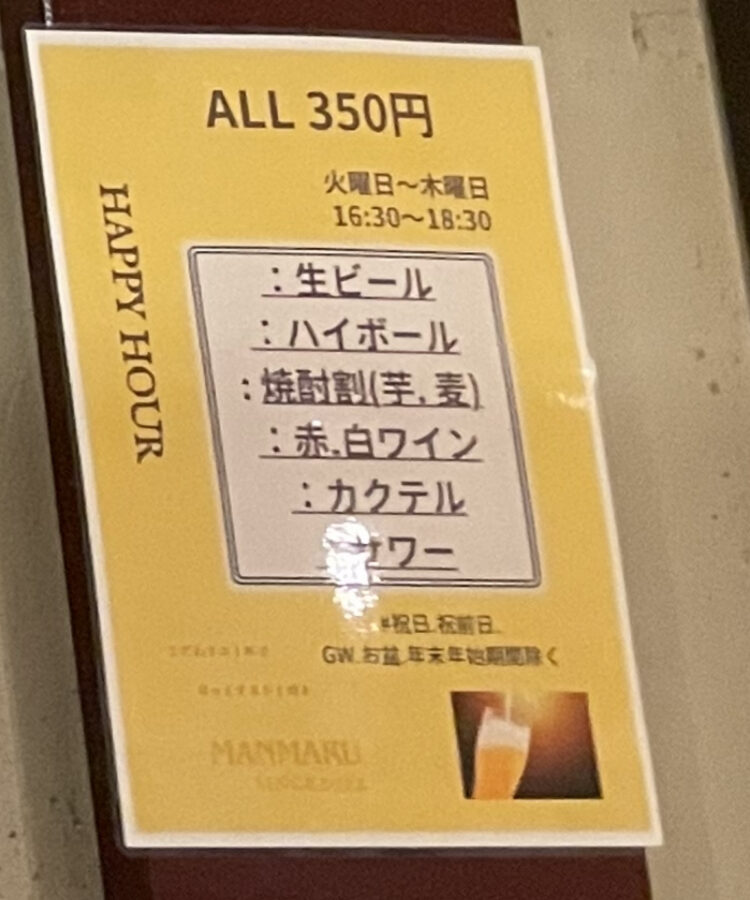 ALL 350円
火曜日～木曜日
16:30～18:30
HAPPY HOUR
：生ビール
：ハイボール
：焼酎割(芋.麦)
：赤.白ワイン
：カクテル
サワー
※祝日.祝前日.
GW.お盆.年末年始期間除く
MANMARU